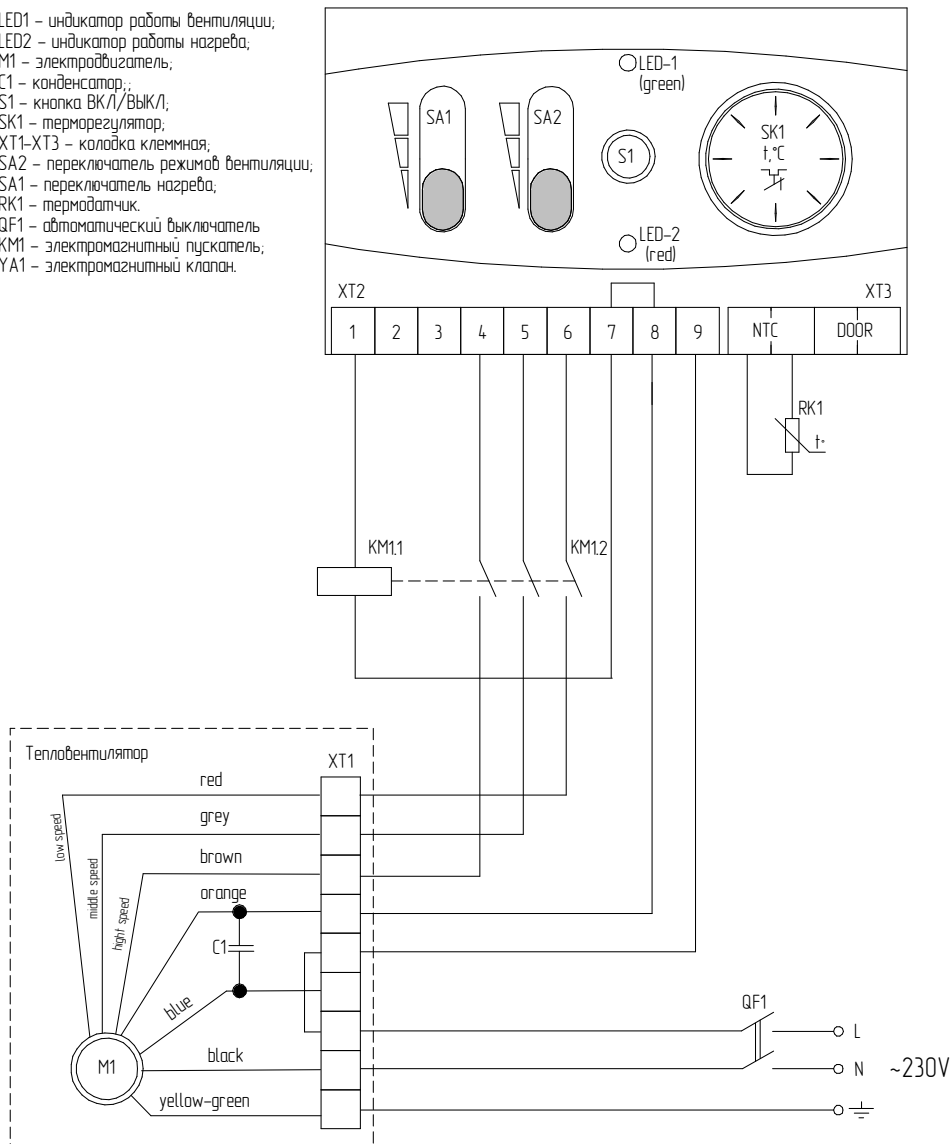 LED1 – индикатор работы вентиляции;
LED2 – индикатор работы нагрева;
M1 – электродвигатель;
C1 – конденсатор;;
S1 – кнопка ВКЛ/ВЫКЛ;
SK1 – терморегулятор;
XT1-XT3 – колодка клеммная;
SA2 – переключатель режимов вентиляции;
SA1 – переключатель нагрева;
RK1 – термодатчик.
QF1 – автоматический выключатель
KM1 – электромагнитный пускатель;
YA1 – электромагнитный клапан.
LED-1
(green)
SA1
SA2
S1
SK1
t,°C
LED-2
(red)
XT2
XT3
1 2 3 4 5 6 7 8 9
NTC
DOOR
RK1
t°
KM1.1
KM1.2
Тепловентилятор
XT1
red
grey
brown
orange
low speed
middle speed
hight speed
C1
blue
black
yellow-green
M1
QF1
L
N
~230V